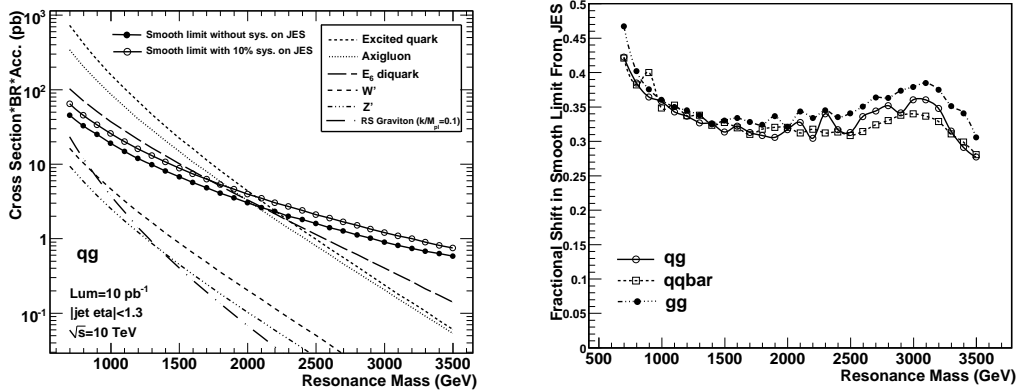 Cross Section*BR*Acc. (pb)
10³
10²
10
1
10⁻¹
Smooth limit without sys. on JES
Smooth limit with 10% sys. on JES
Excited quark
Axigluon
E₆ diquark
W'
Z'
RS Graviton (k/M_pl=0.1)
qg
Lum=10 pb⁻¹
|jet eta|<1.3
√s=10 TeV
1000 1500 2000 2500 3000 3500
Resonance Mass (GeV)
Fractional Shift in Smooth Limit From JES
0.5
0.45
0.4
0.35
0.3
0.25
0.2
0.15
0.1
0.05
0
qg
qqbar
gg
500 1000 1500 2000 2500 3000 3500 4000
Resonance Mass (GeV)